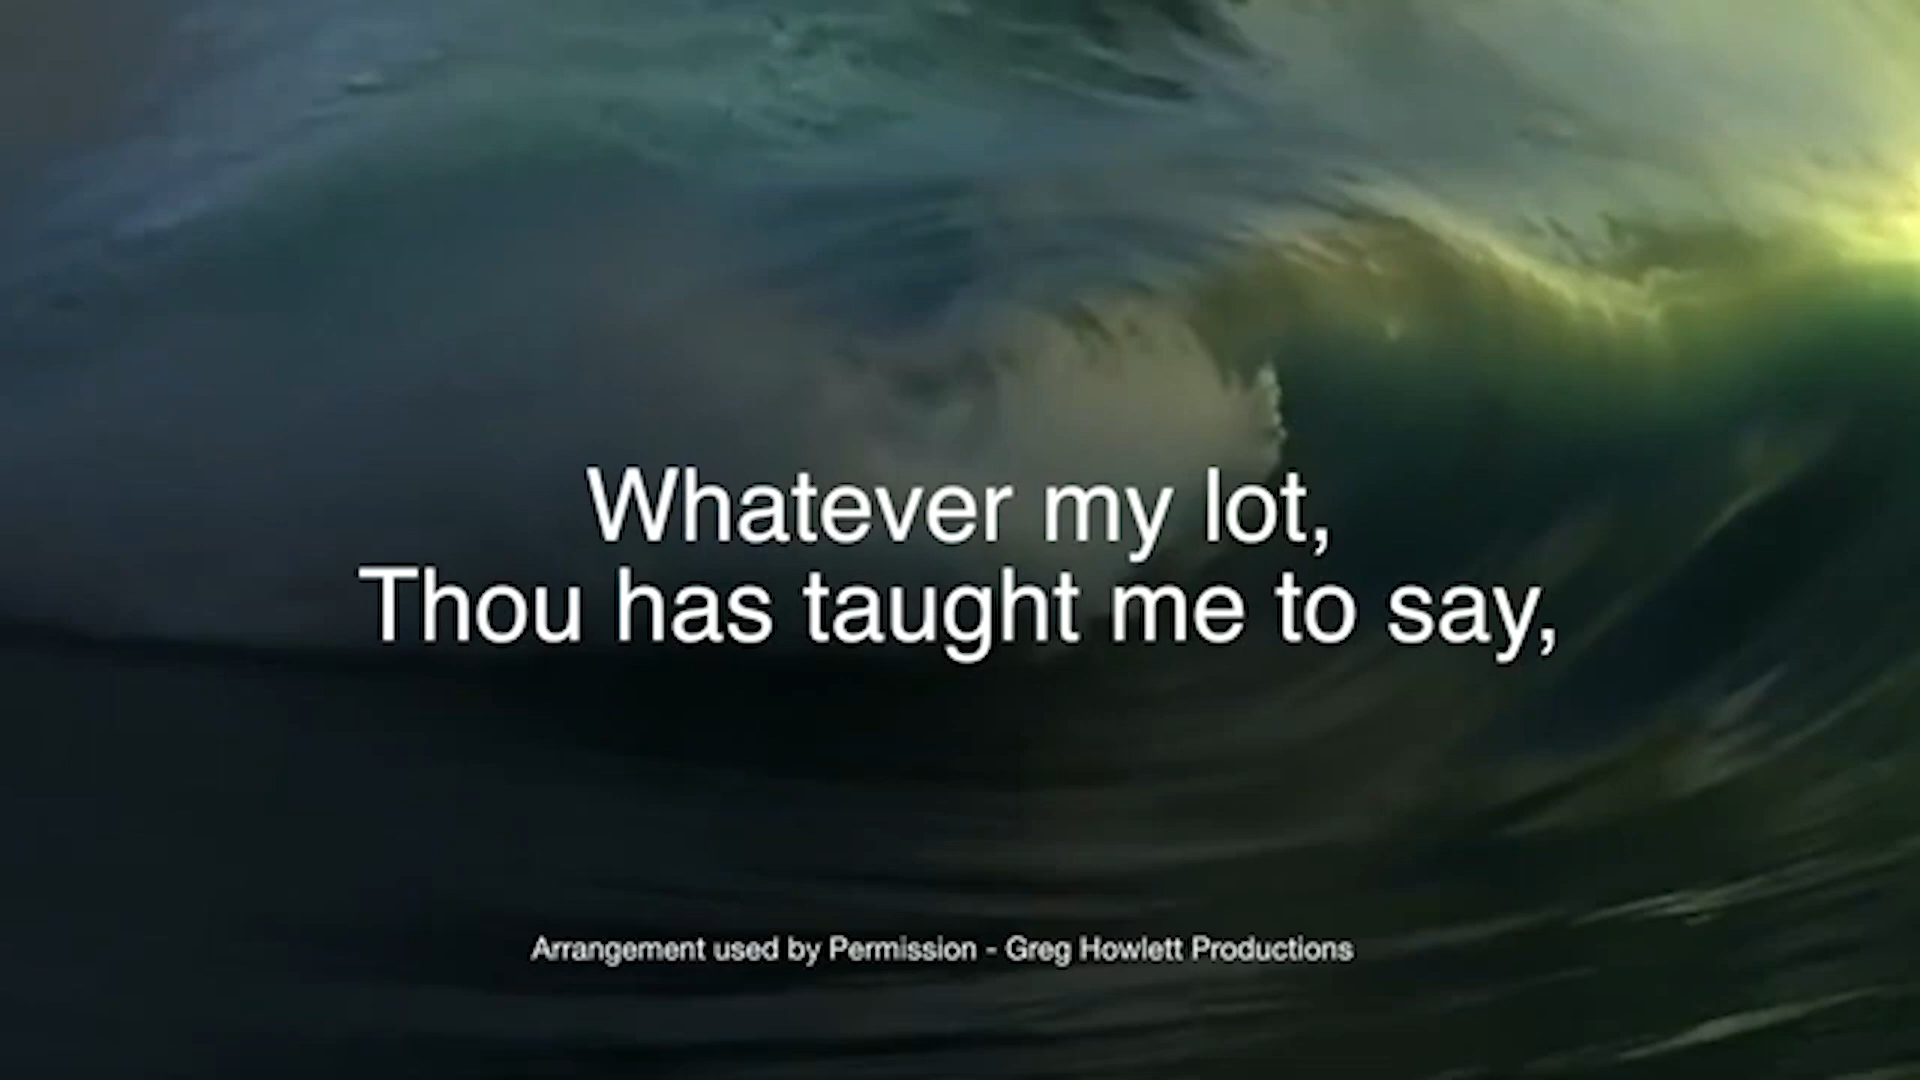 Whatever my lot,
Thou has taught me to say,
Arrangement used by Permission - Greg Howlett Productions